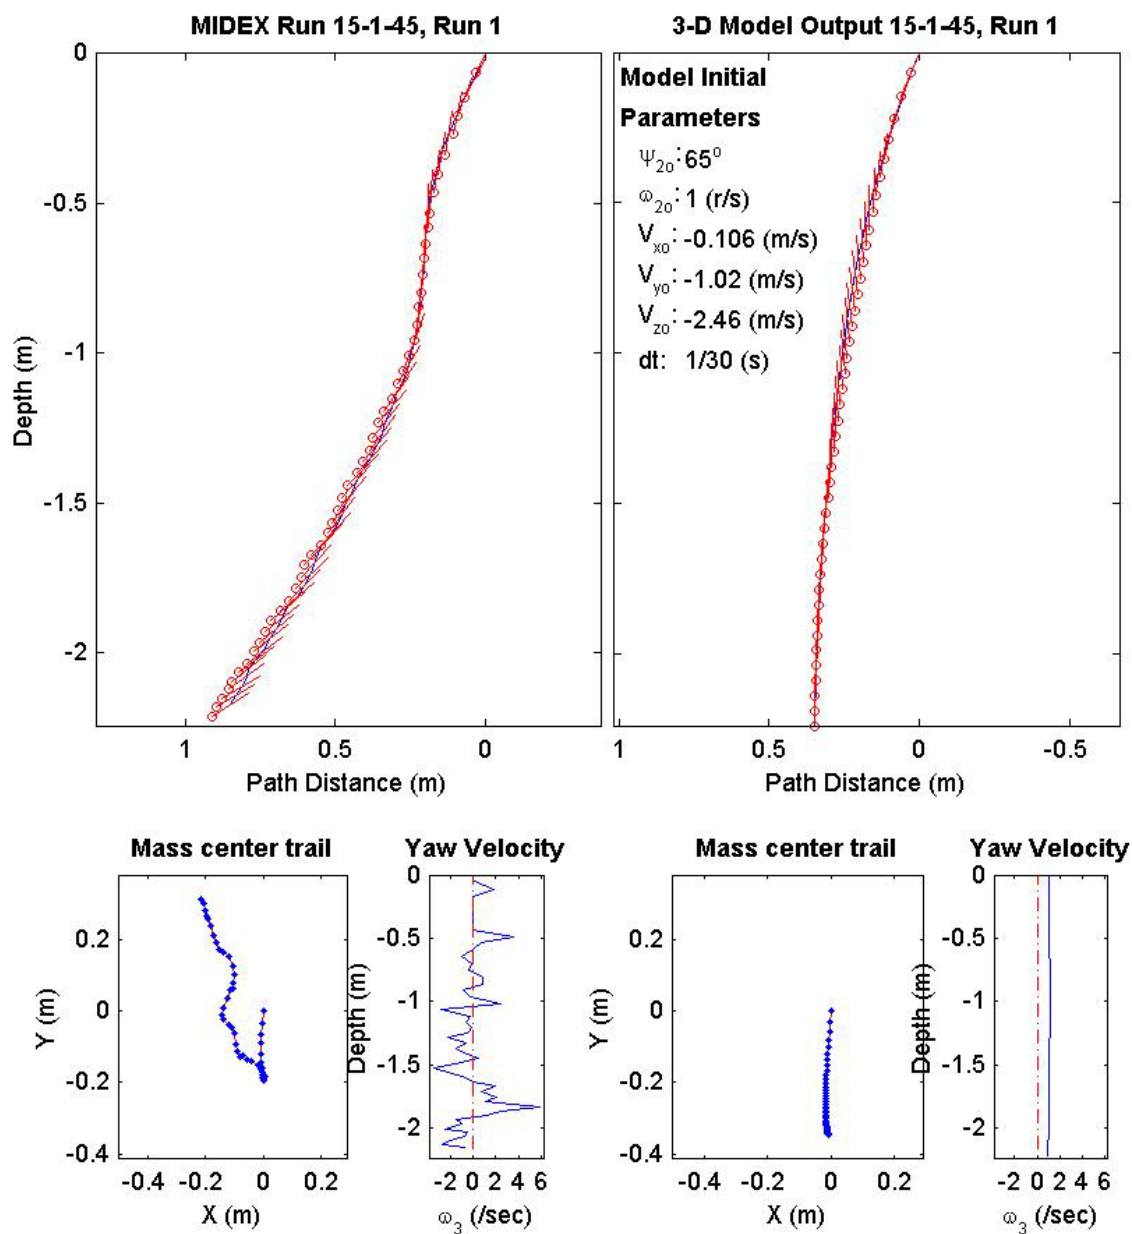 MIDEX Run 15-1-45, Run 1
3-D Model Output 15-1-45, Run 1
0
-0.5
-1
-1.5
-2
Depth (m)
1 0.5 0
Path Distance (m)
Model Initial
Parameters
Ψ2o: 65o
ω2o: 1 (r/s)
Vxo: -0.106 (m/s)
Vyo: -1.02 (m/s)
Vzo: -2.46 (m/s)
dt: 1/30 (s)
1 0.5 0 -0.5
Path Distance (m)
Mass center trail
0.2
0
-0.2
-0.4
Y (m)
-0.4 -0.2 0 0.2
X (m)
Yaw Velocity
0
-0.5
-1
-1.5
-2
Depth (m)
-2 0 2 4 6
ω3 (/sec)
Mass center trail
0.2
0
-0.2
-0.4
Y (m)
-0.4 -0.2 0 0.2
X (m)
Yaw Velocity
0
-0.5
-1
-1.5
-2
Depth (m)
-2 0 2 4 6
ω3 (/sec)